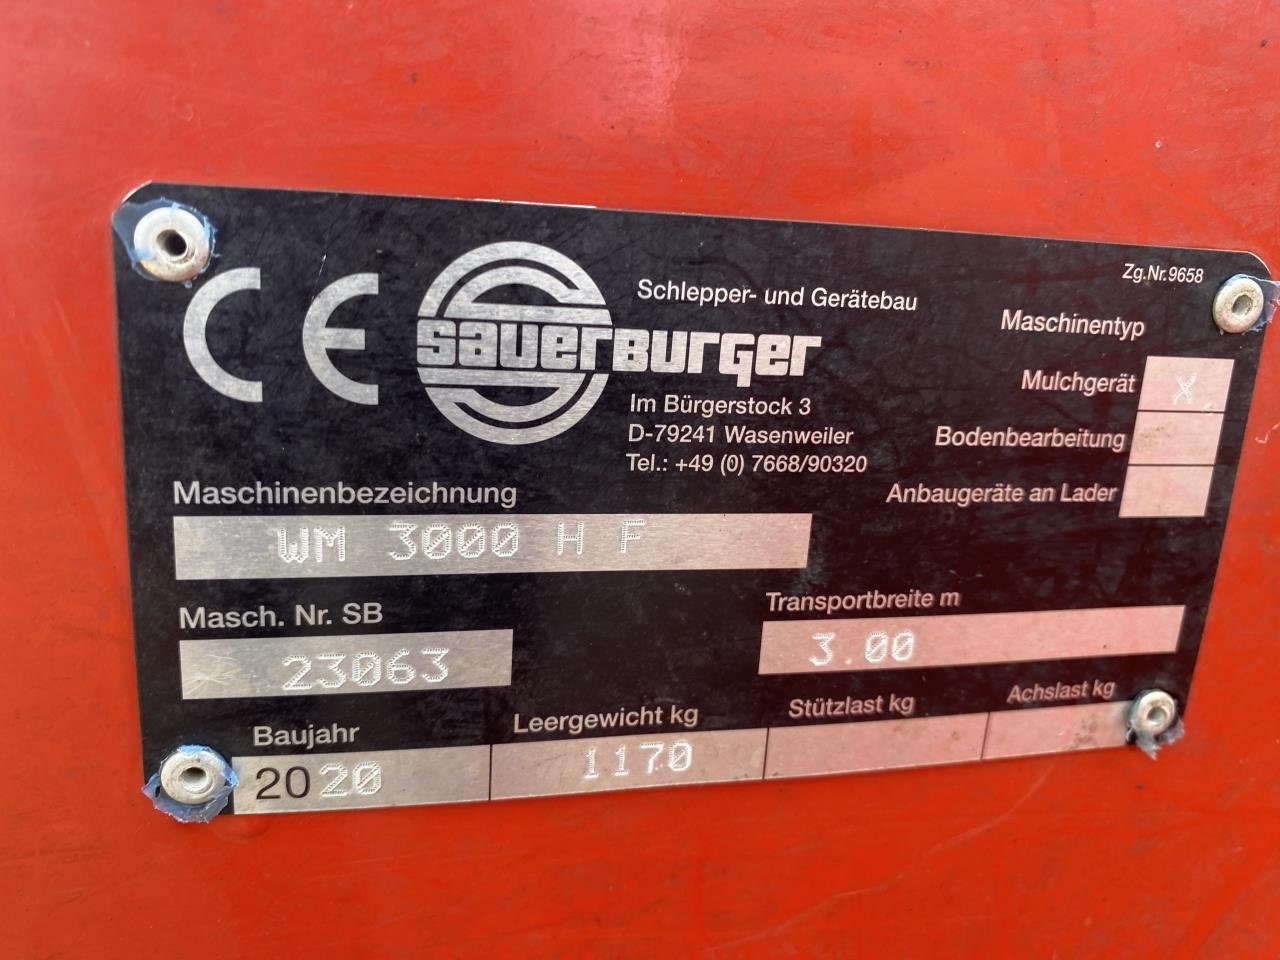 CE
Schlepper- und Gerätebau
sauerburger
Im Bürgerstock 3
D-79241 Wasenweiler
Tel.: +49 (0) 7668/90320
Zg.Nr.9658
Maschinentyp
Mulchgerät X
Bodenbearbeitung
Anbaugeräte an Lader
Maschinenbezeichnung
WM 3000 H F
Masch. Nr. SB
23063
Transportbreite m
3.00
Baujahr
2020
Leergewicht kg
1170
Stützlast kg
Achslast kg